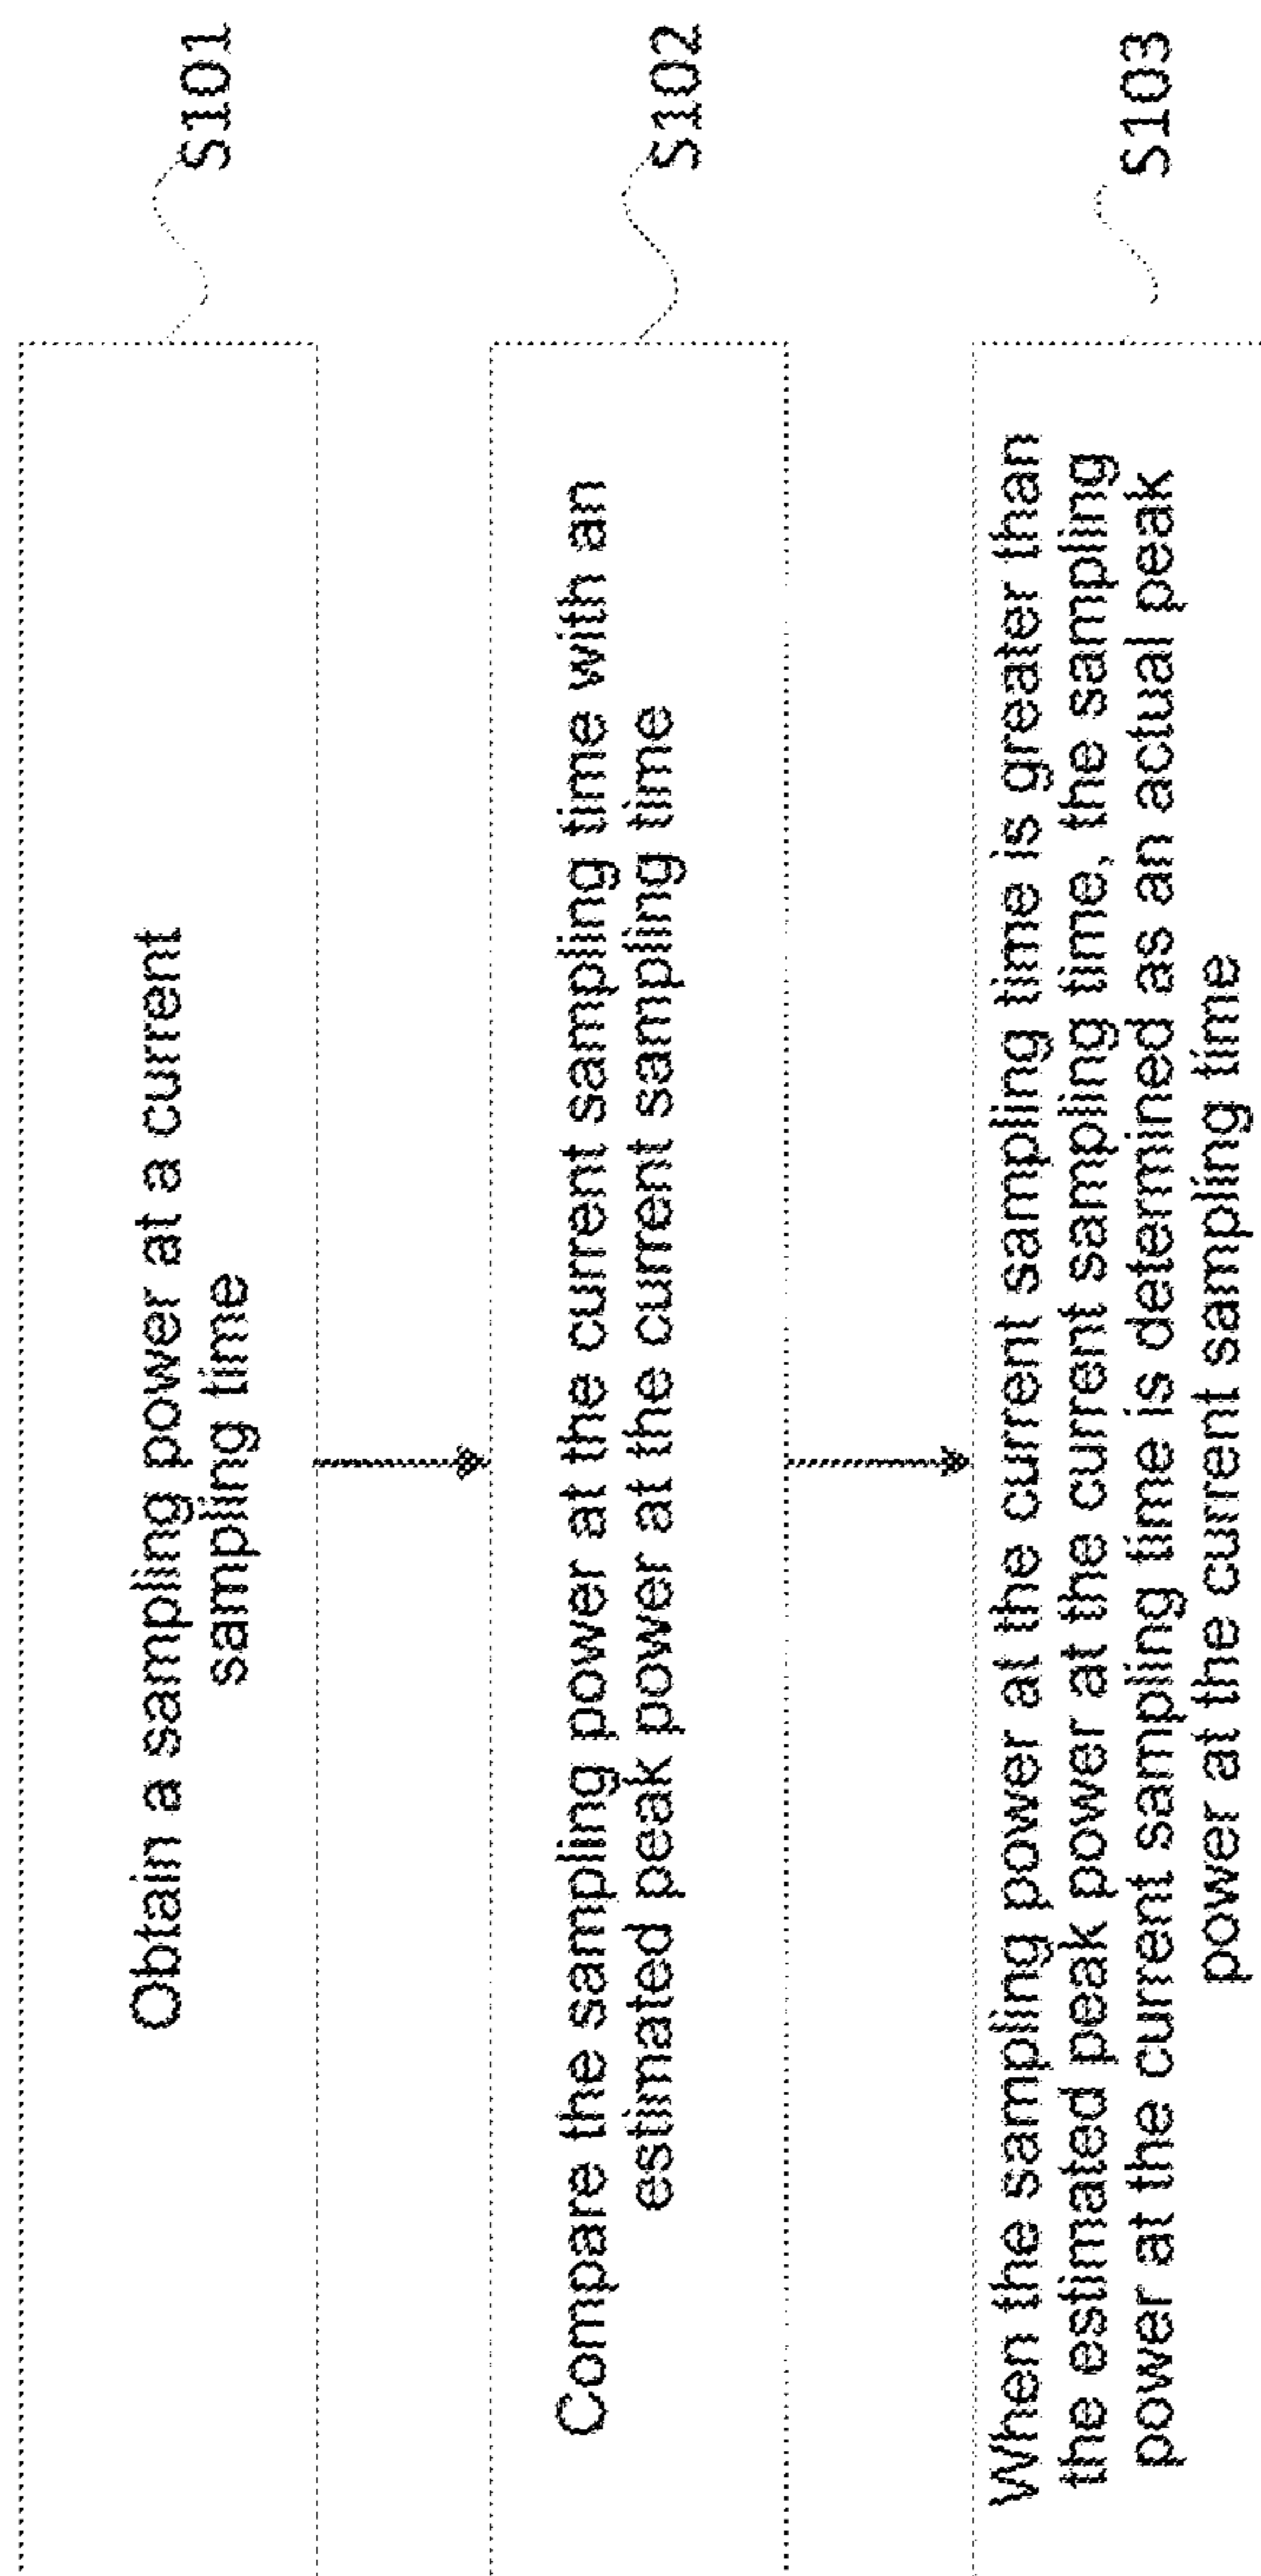 Obtain a sampling power at a current
sampling time
S101
Compare the sampling power at the current sampling time with an
estimated peak power at the current sampling time
S102
When the sampling power at the current sampling time is greater than
the estimated peak power at the current sampling time, the sampling
power at the current sampling time is determined as an actual peak
power at the current sampling time
S103